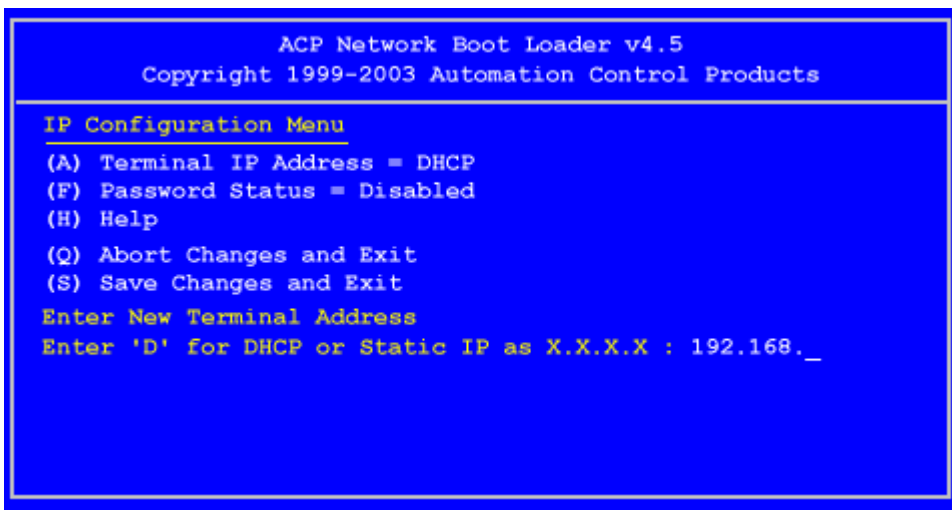 ACP Network Boot Loader v4.5
Copyright 1999-2003 Automation Control Products
IP Configuration Menu
(A) Terminal IP Address = DHCP
(F) Password Status = Disabled
(H) Help
(Q) Abort Changes and Exit
(S) Save Changes and Exit
Enter New Terminal Address
Enter 'D' for DHCP or Static IP as X.X.X.X : 192.168._